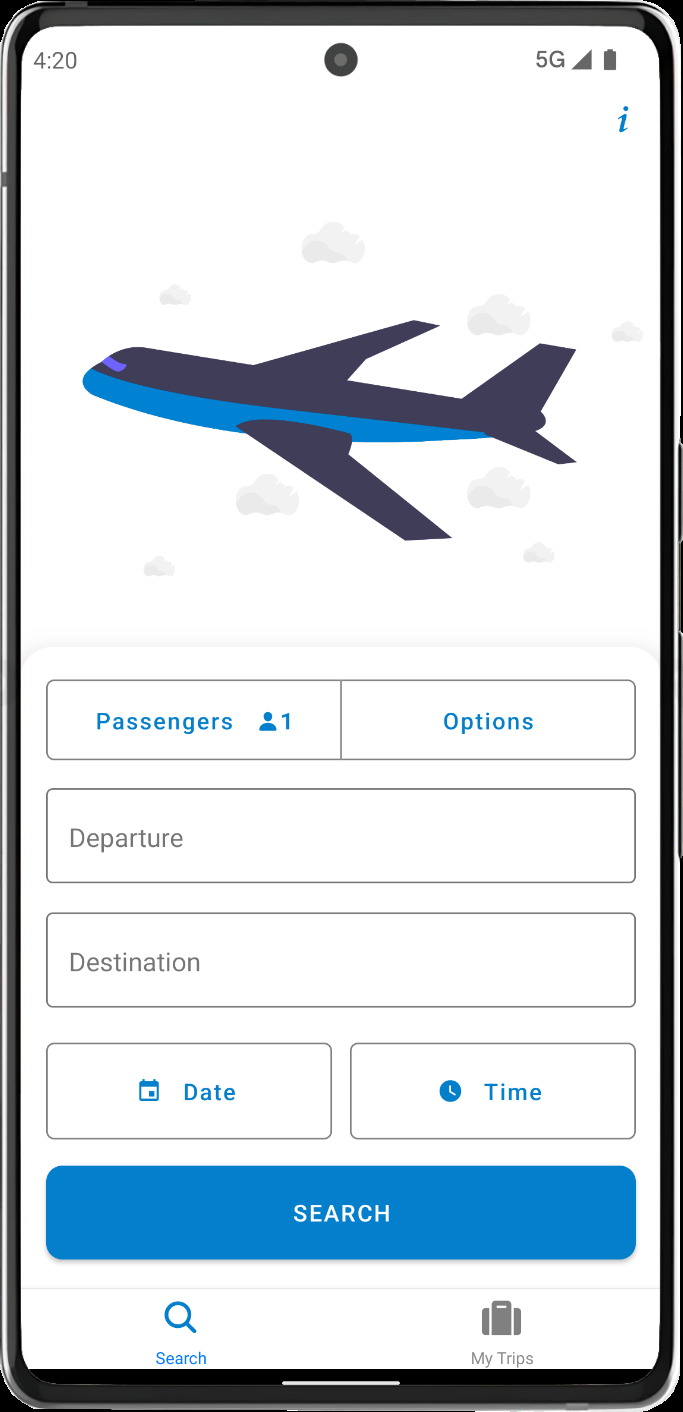 4:20 5G
i
Passengers 1 Options
Departure
Destination
Date Time
SEARCH
Search My Trips